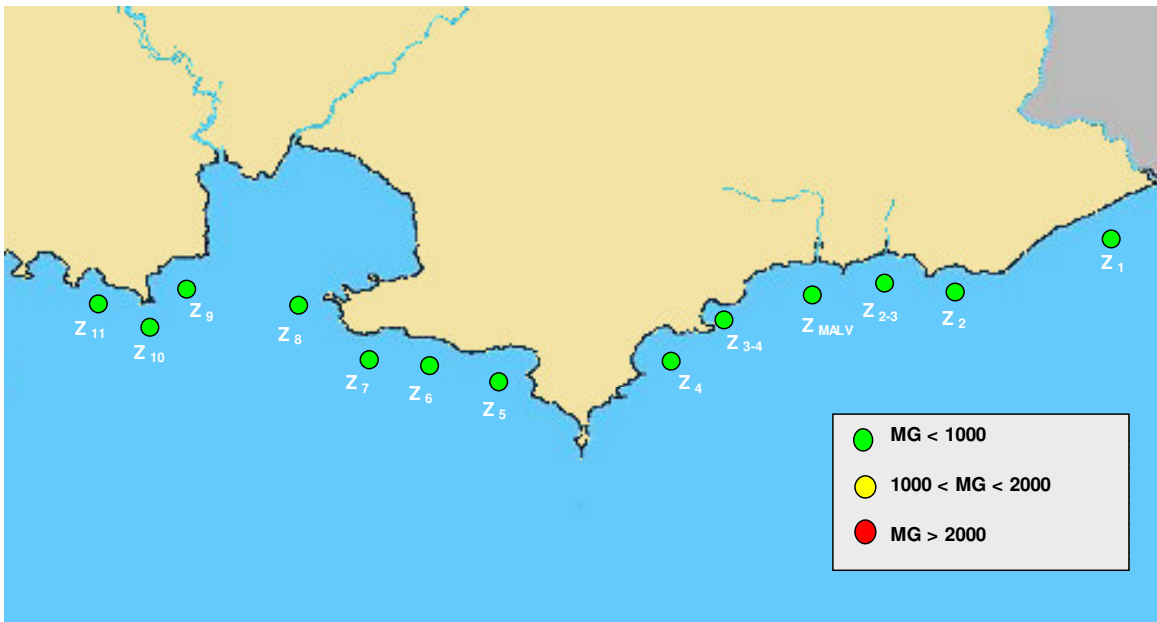 Z 1
Z 11
Z 9
Z 10
Z 8
Z 7
Z 6
Z 5
Z 4
Z 3-4
Z MALV
Z 2-3
Z 2
MG < 1000
1000 < MG < 2000
MG > 2000